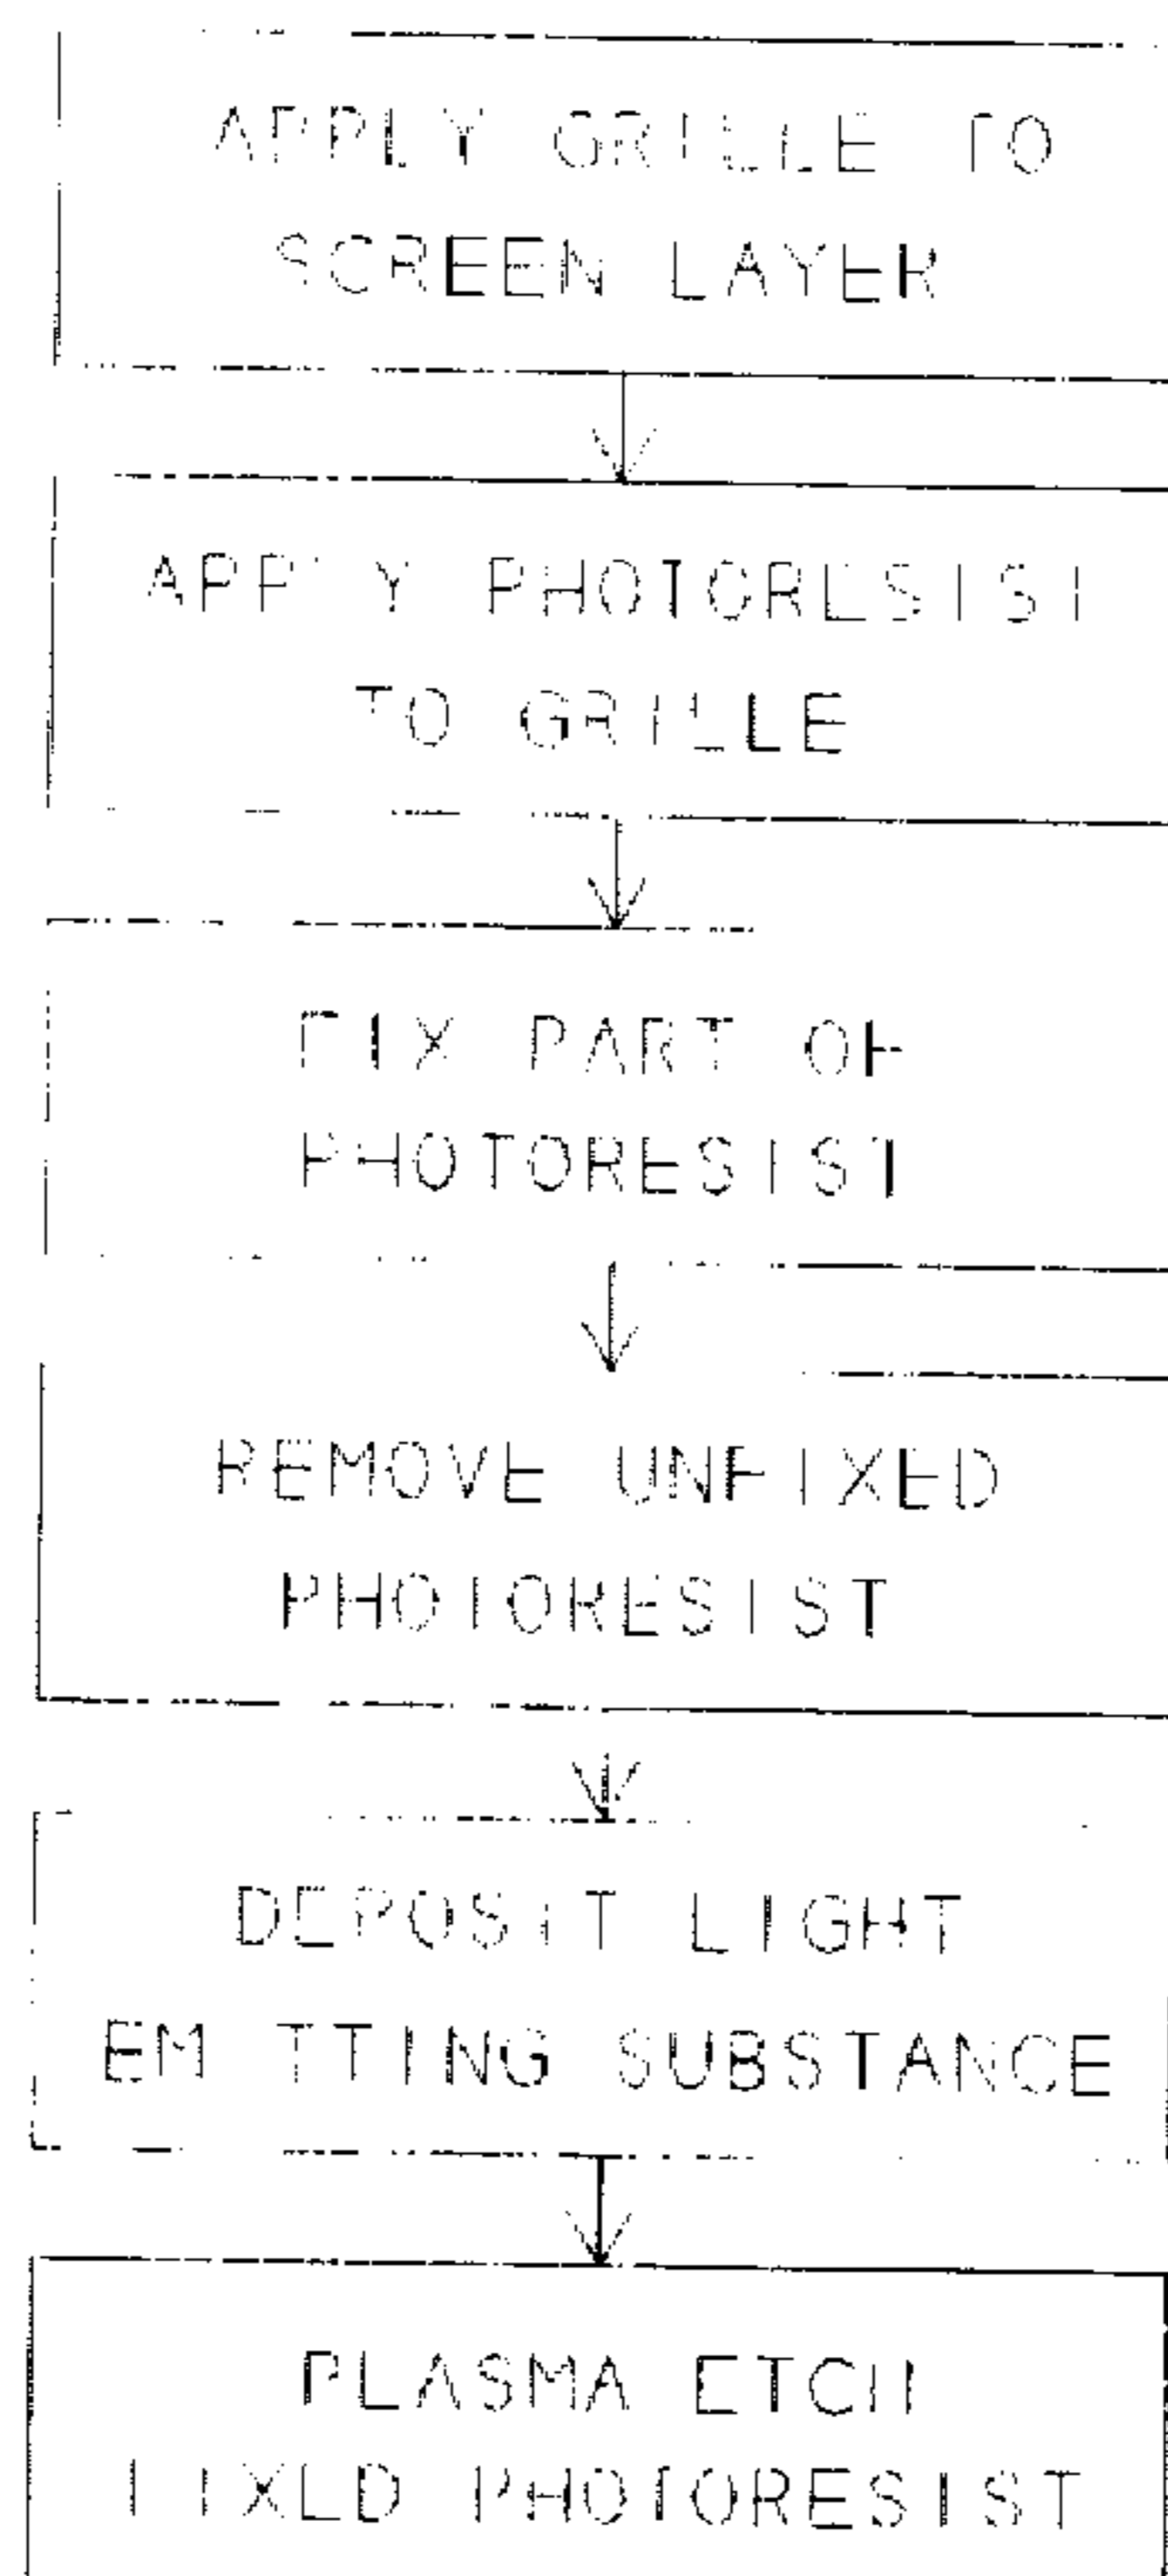 APPLY GRILLE TO
SCREEN LAYER
APPLY PHOTORESIST
TO GRILLE
FIX PART OF
PHOTORESIST
REMOVE UNFIXED
PHOTORESIST
DEPOSIT LIGHT
EMITTING SUBSTANCE
PLASMA ETCH
FIXED PHOTORESIST